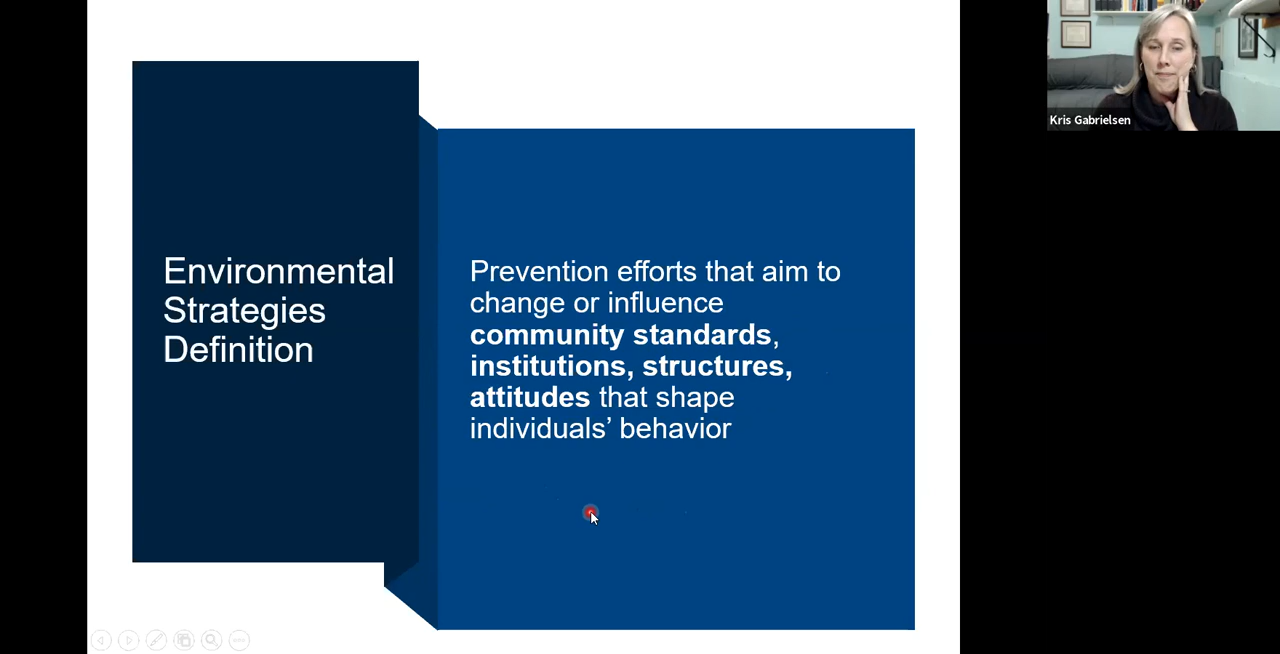 Environmental
Strategies
Definition
Prevention efforts that aim to
change or influence
community standards,
institutions, structures,
attitudes that shape
individuals’ behavior
Kris Gabrielsen